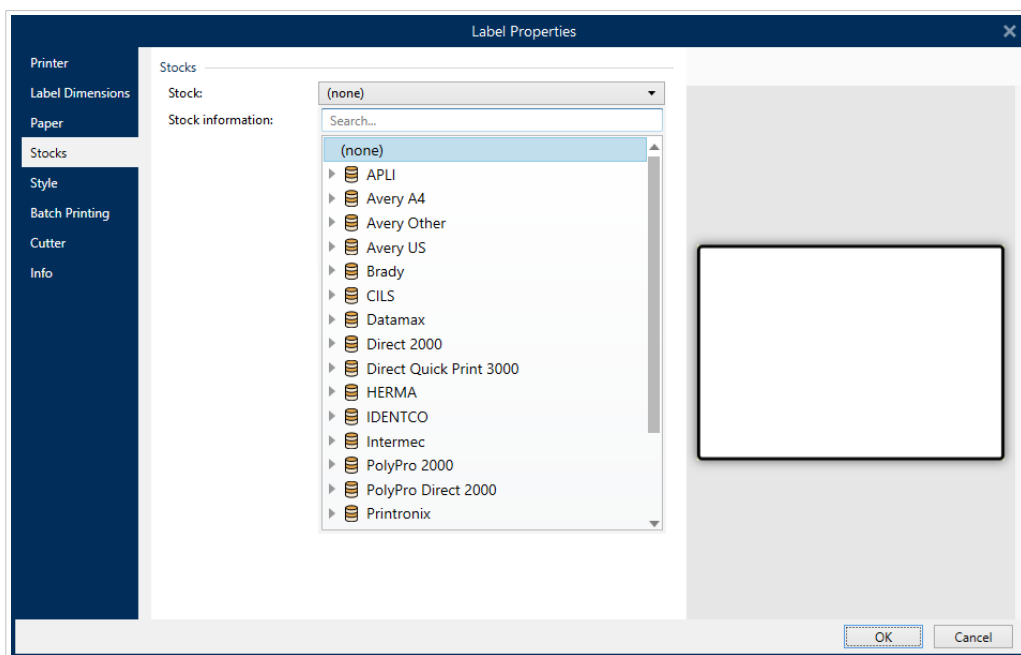 Label Properties
Printer
Label Dimensions
Paper
Stocks
Style
Batch Printing
Cutter
Info
Stocks
Stock: (none)
Stock information: Search...
(none)
APLI
Avery A4
Avery Other
Avery US
Brady
CILS
Datamax
Direct 2000
Direct Quick Print 3000
HERMA
IDENTCO
Intermec
PolyPro 2000
PolyPro Direct 2000
Printronix
OK Cancel